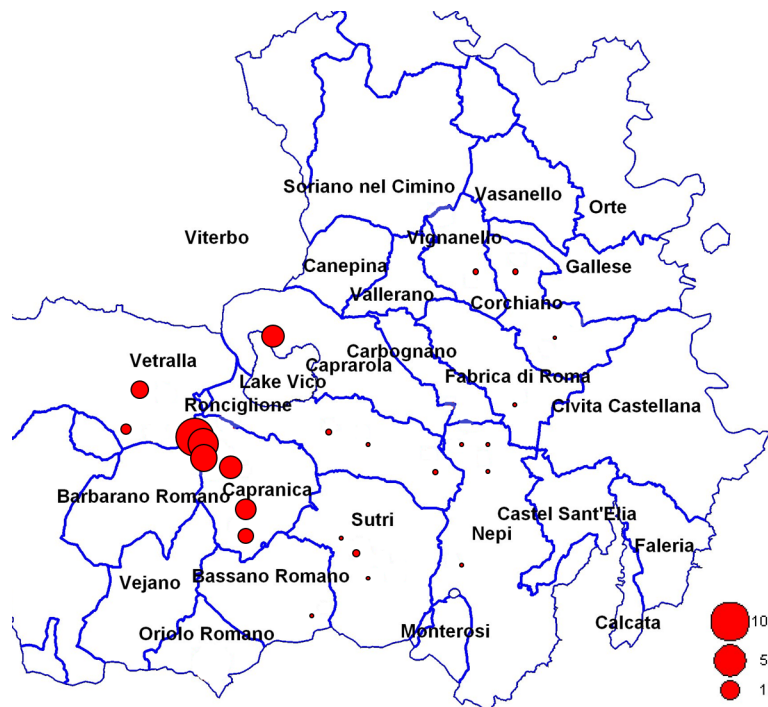 Soriano nel Cimino
Vasanello
Orte
Viterbo
Vignanello
Canepina
Gallese
Vallerano
Corchiano
Vetralla
Carbognano
Caprarola
Lake Vico
Fabrica di Roma
Ronciglione
Civita Castellana
Barbarano Romano
Capranica
Sutri
Castel Sant'Elia
Nepi
Faleria
Vejano
Bassano Romano
Oriolo Romano
Monterosi
Calcata
10
5
1